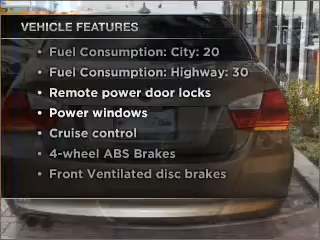 VEHICLE FEATURES
• Fuel Consumption: City: 20
• Fuel Consumption: Highway: 30
• Remote power door locks
• Power windows
• Cruise control
• 4-wheel ABS Brakes
• Front Ventilated disc brakes